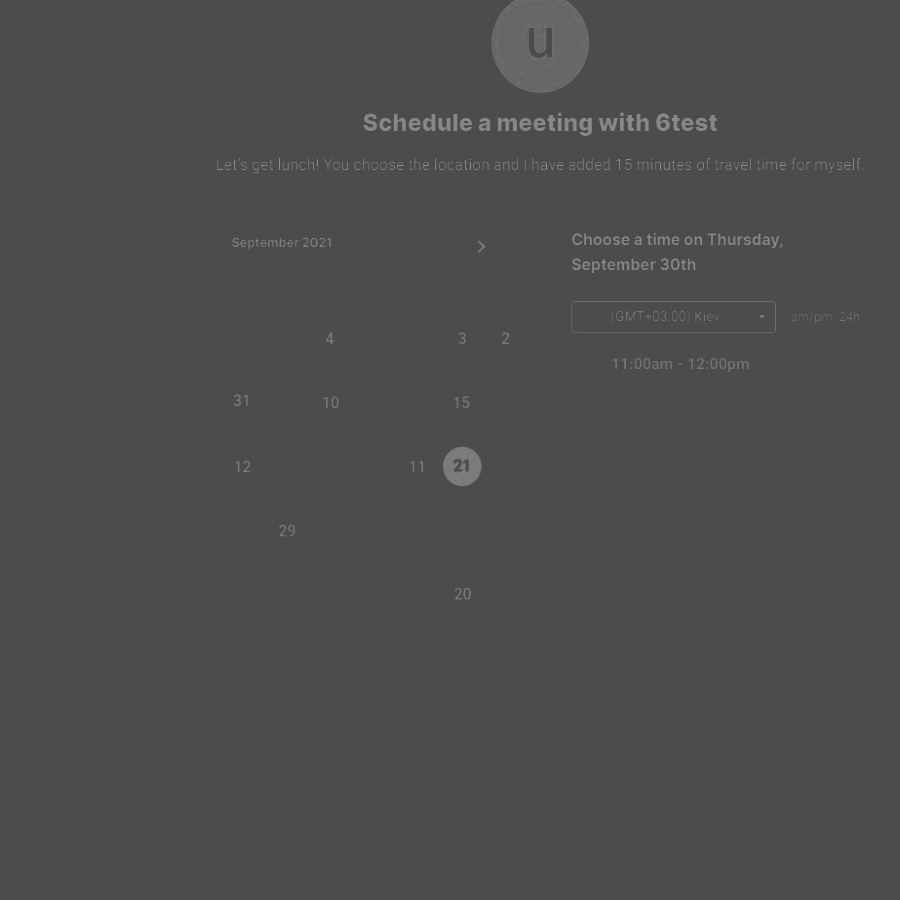 u
Schedule a meeting with 6test
Let's get lunch! You choose the location and I have added 15 minutes of travel time for myself.
September 2021
Choose a time on Thursday,
September 30th
(GMT+03:00) Kiev
am/pm 24h
11:00am - 12:00pm
4 3 2
31 10 15
12 11 21
29
20